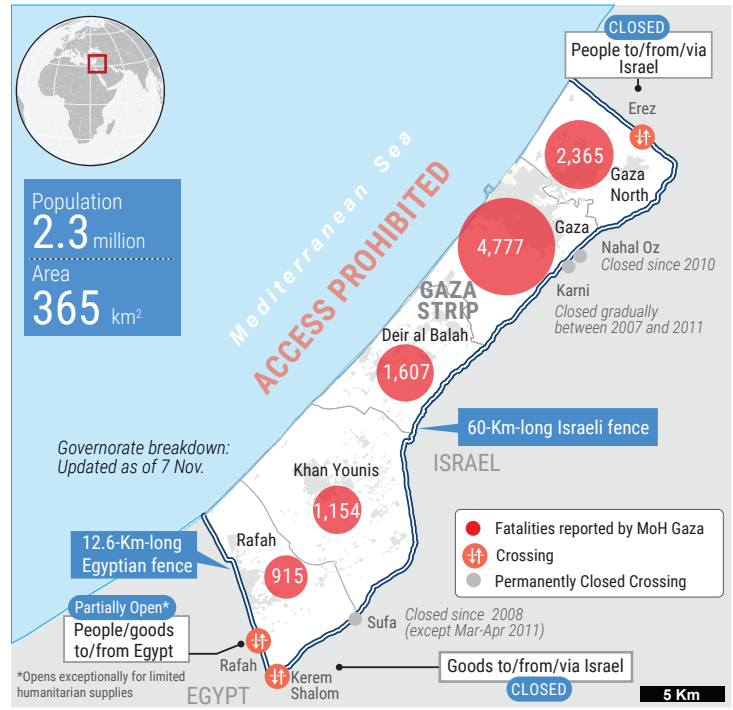 CLOSED
People to/from/via
Israel
Erez
2,365
Gaza
North
Population
2.3 million
Area
365 km²
Mediterranean Sea
ACCESS PROHIBITED
4,777
Gaza
Nahal Oz
Closed since 2010
Karni
Closed gradually
between 2007 and 2011
GAZA
STRIP
Deir al Balah
1,607
60-Km-long Israeli fence
ISRAEL
Governorate breakdown:
Updated as of 7 Nov.
Khan Younis
1,154
Rafah
915
12.6-Km-long
Egyptian fence
Fatalities reported by MoH Gaza
Crossing
Permanently Closed Crossing
Partially Open*
People/goods
to/from Egypt
Rafah
*Opens exceptionally for limited
humanitarian supplies
EGYPT
Sufa
Closed since 2008
(except Mar-Apr 2011)
Kerem
Shalom
Goods to/from/via Israel
CLOSED
5 Km